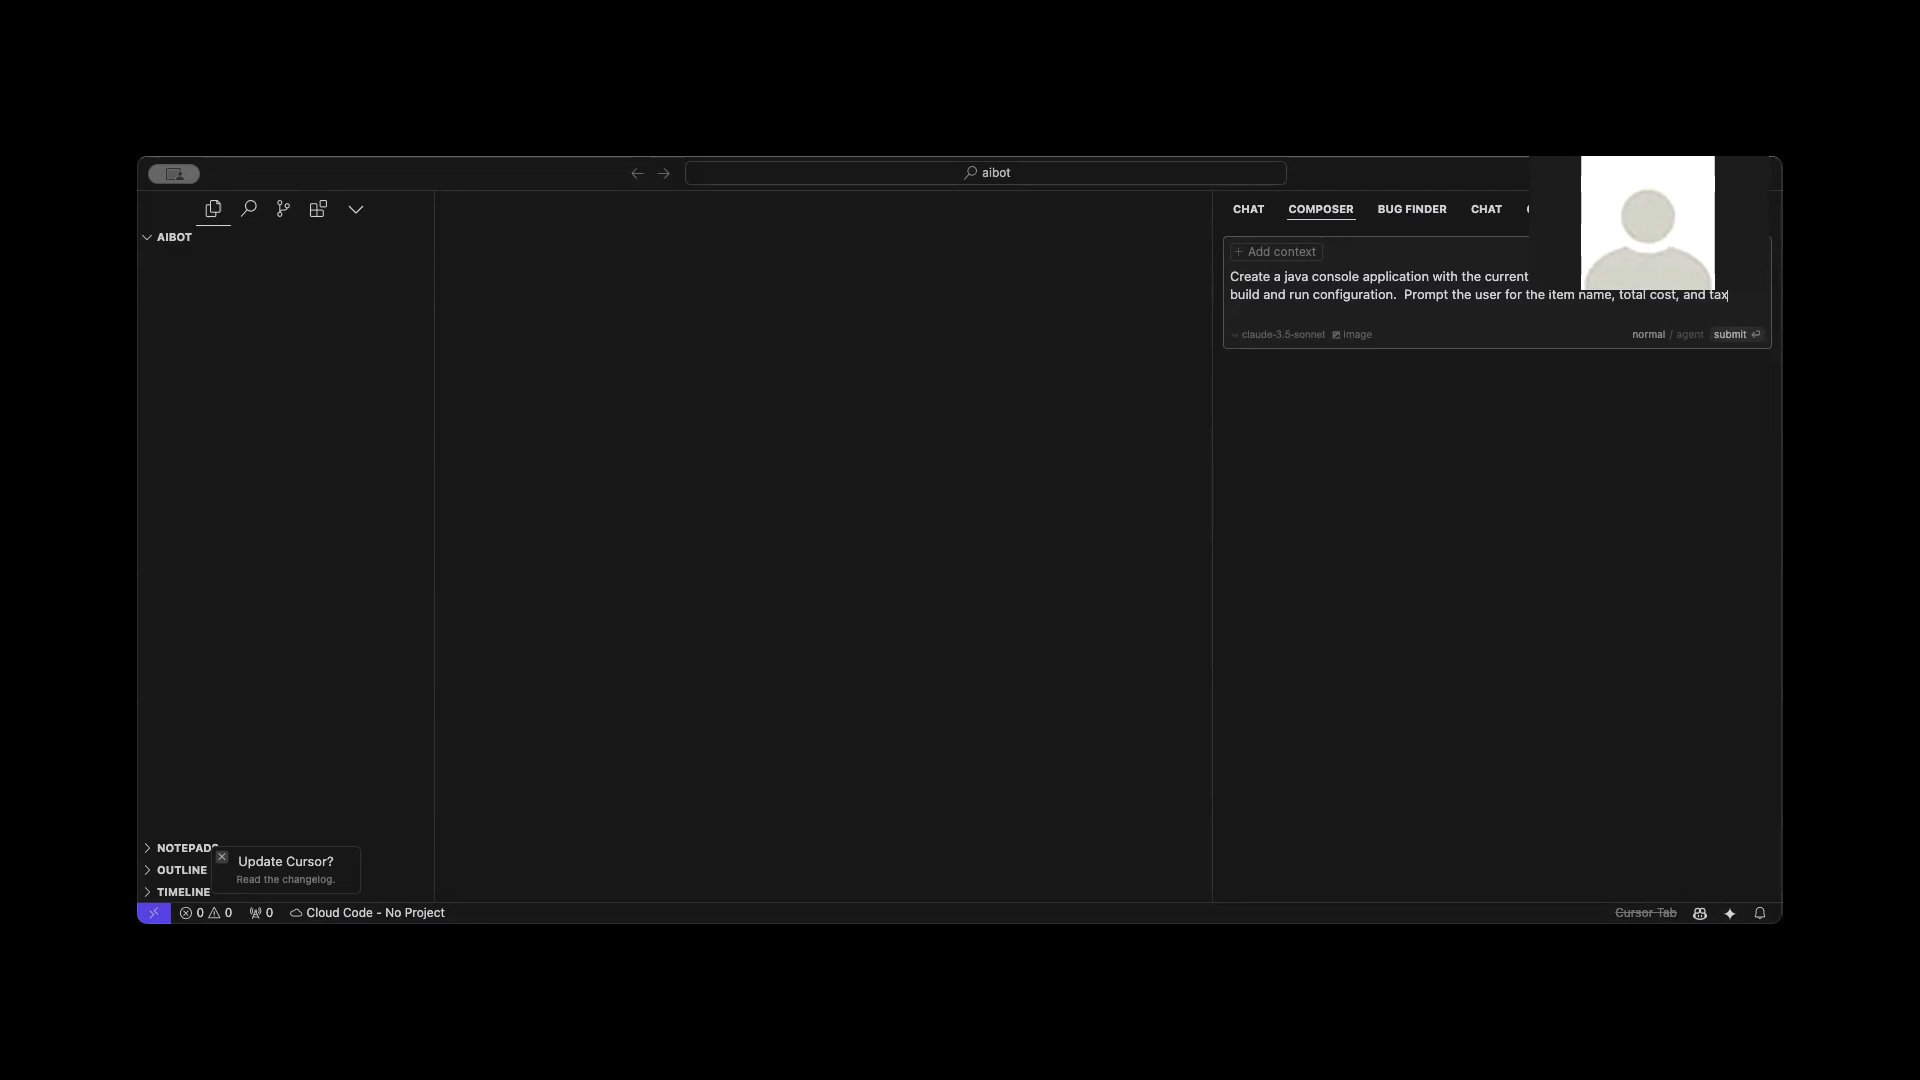 aibot
CHAT COMPOSER BUG FINDER CHAT
AIBOT
+ Add context
Create a java console application with the current
build and run configuration.  Prompt the user for the item name, total cost, and tax
claude-3.5-sonnet image normal / agent submit
NOTEPADS
Update Cursor?
OUTLINE
Read the changelog.
TIMELINE
0 0 0 Cloud Code - No Project
Cursor Tab